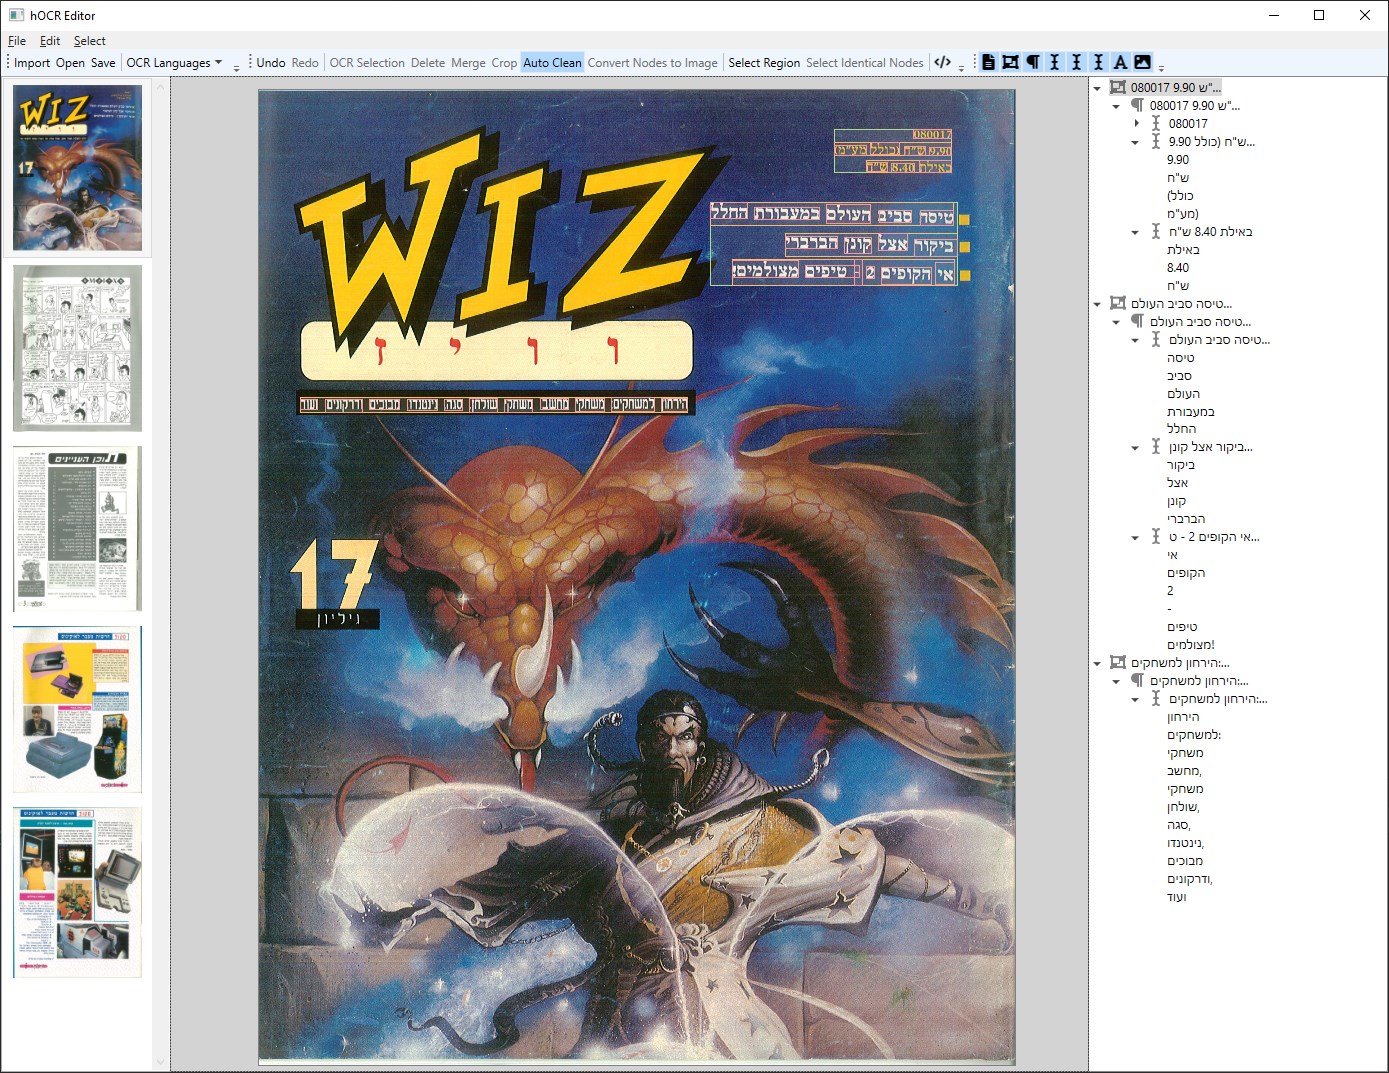 hOCR Editor
File Edit Select
Import Open Save OCR Languages Undo Redo OCR Selection Delete Merge Crop Auto Clean Convert Nodes to Image Select Region Select Identical Nodes </>
WIZ
וויז
הירחון למשחקים: משחקי מחשב, משחקי שולחן, סגה, נינטנדו, מבוכים ודרקונים, ועוד
080017
9.90 ש"ח (כולל מע"מ)
באילת 8.40 ש"ח
טיסה סביב העולם במעבורת החלל
ביקור אצל קונן הברברי
אי הקופים 2 - טיפים מצולמים!
17
גיליון
תוכן העניינים
080017 9.90 ש"...
080017 9.90 ש"...
080017
9.90 ש"ח (כולל...
9.90
ש"ח
(כולל
מע"מ)
באילת 8.40 ש"ח
באילת
8.40
ש"ח
טיסה סביב העולם...
טיסה סביב העולם...
טיסה סביב העולם...
טיסה
סביב
העולם
במעבורת
החלל
ביקור אצל קונן...
ביקור
אצל
קונן
הברברי
אי הקופים 2 - ט...
אי
הקופים
2
-
טיפים
מצולמים!
הירחון למשחקים:...
הירחון למשחקים:...
הירחון למשחקים:...
הירחון
למשחקים:
משחקי
מחשב,
משחקי
שולחן,
סגה,
נינטנדו,
מבוכים
ודרקונים,
ועוד